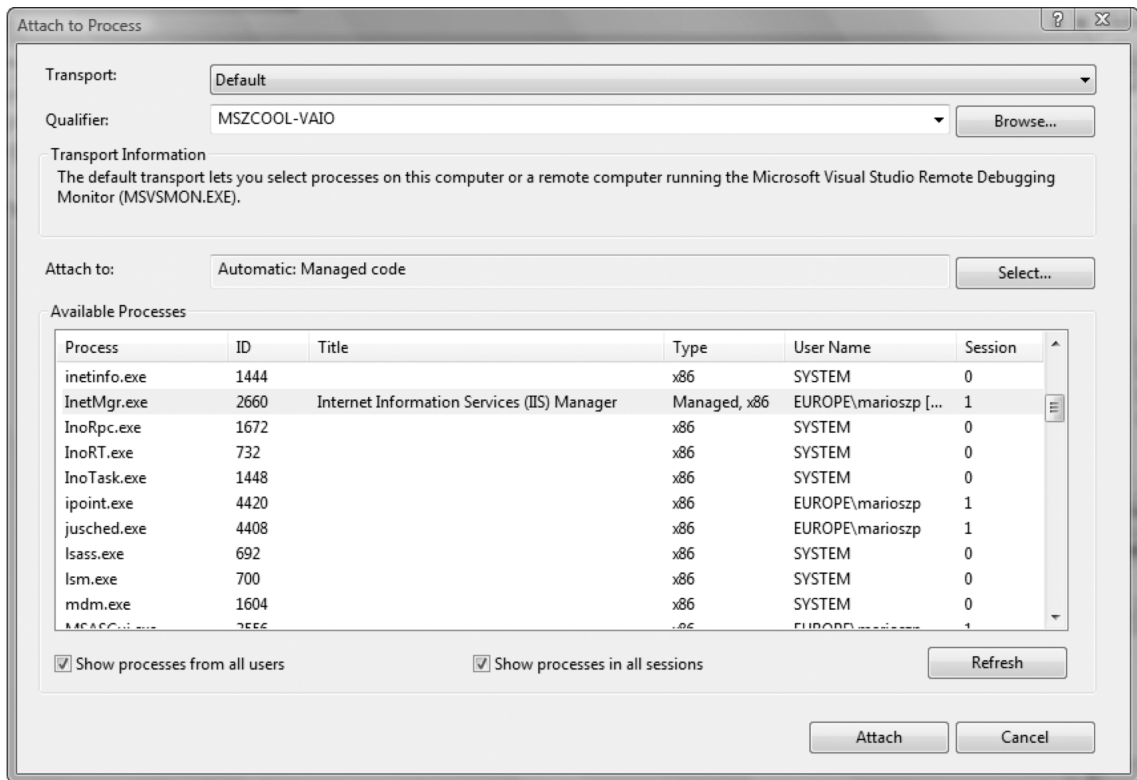 Attach to Process
Transport: Default
Qualifier: MSZCOOL-VAIO Browse...
Transport Information
The default transport lets you select processes on this computer or a remote computer running the Microsoft Visual Studio Remote Debugging
Monitor (MSVSMON.EXE).
Attach to: Automatic: Managed code Select...
Available Processes
Process ID Title Type User Name Session
inetinfo.exe 1444 x86 SYSTEM 0
InetMgr.exe 2660 Internet Information Services (IIS) Manager Managed, x86 EUROPE\marioszp [... 1
InoRpc.exe 1672 x86 SYSTEM 0
InoRT.exe 732 x86 SYSTEM 0
InoTask.exe 1448 x86 SYSTEM 0
ipoint.exe 4420 x86 EUROPE\marioszp 1
jusched.exe 4408 x86 EUROPE\marioszp 1
lsass.exe 692 x86 SYSTEM 0
lsm.exe 700 x86 SYSTEM 0
mdm.exe 1604 x86 SYSTEM 0
Show processes from all users Show processes in all sessions Refresh
Attach Cancel